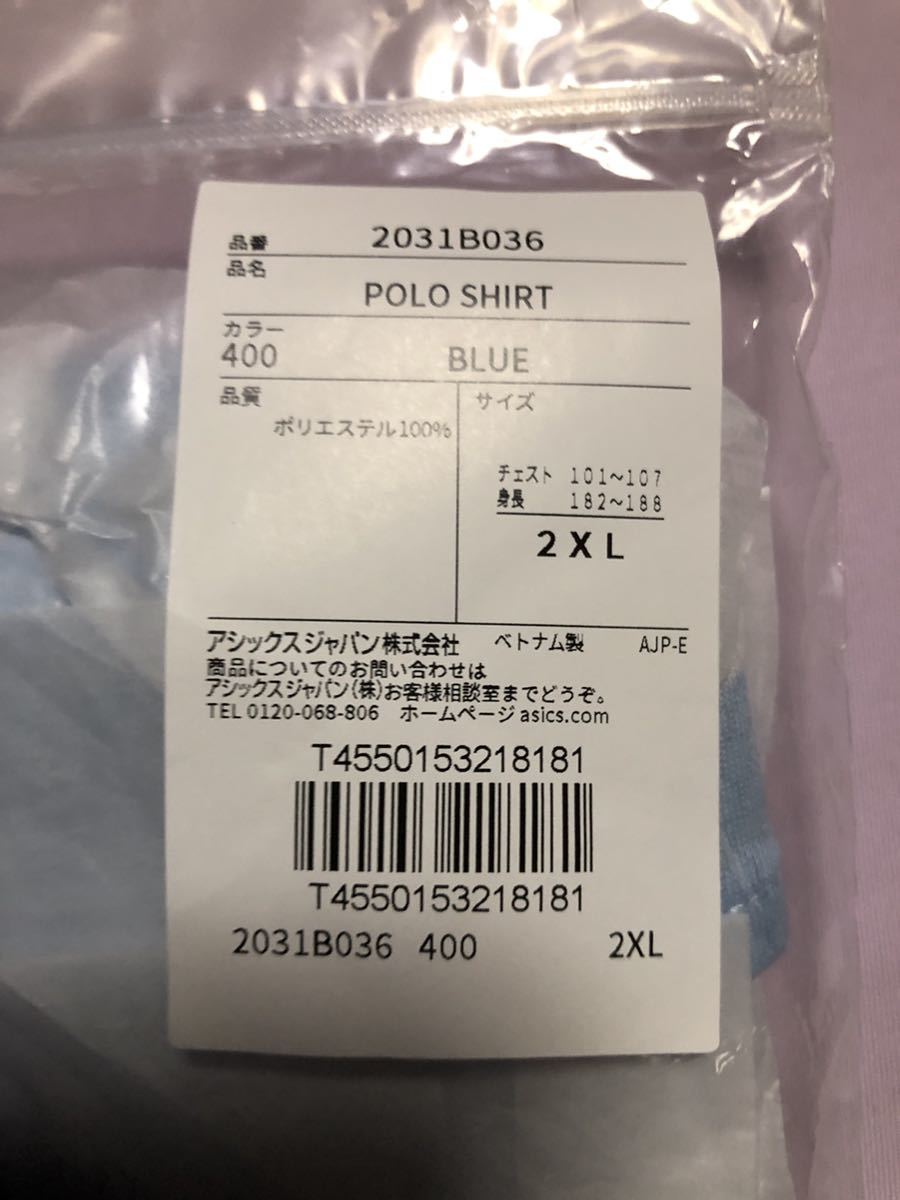 品番 2031B036
品名
POLO SHIRT
カラー
400 BLUE
品質
ポリエステル100%
サイズ
チェスト 101～107
身長 182～188
2XL
アシックスジャパン株式会社 ベトナム製 AJP-E
商品についてのお問い合わせは
アシックスジャパン(株)お客様相談室までどうぞ。
TEL 0120-068-806 ホームページ asics.com
T4550153218181
T4550153218181
2031B036 400 2XL